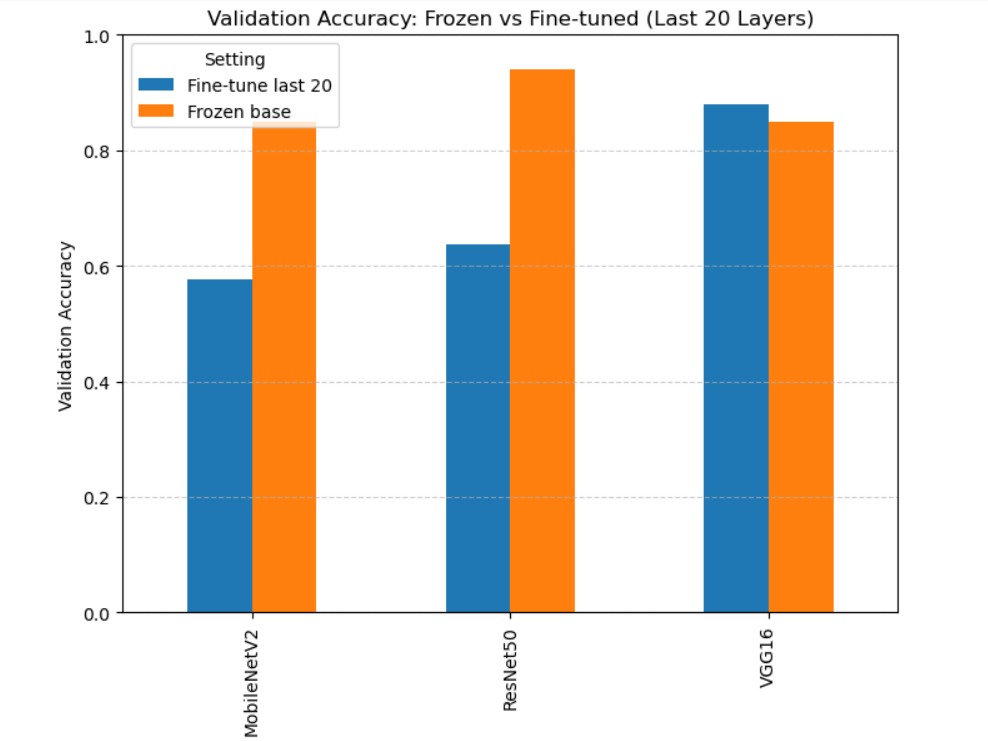 Validation Accuracy: Frozen vs Fine-tuned (Last 20 Layers)
Setting
Fine-tune last 20
Frozen base
Validation Accuracy
1.0
0.8
0.6
0.4
0.2
0.0
MobileNetV2
ResNet50
VGG16